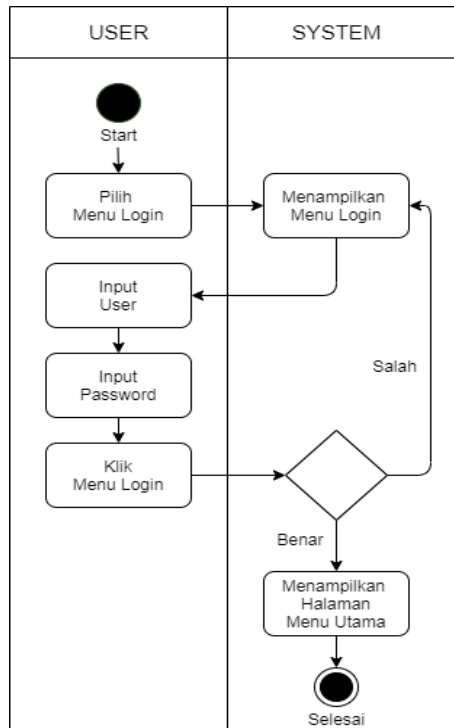 USER
SYSTEM
Start
Pilih
Menu Login
Menampilkan
Menu Login
Input
User
Input
Password
Salah
Klik
Menu Login
Benar
Menampilkan
Halaman
Menu Utama
Selesai